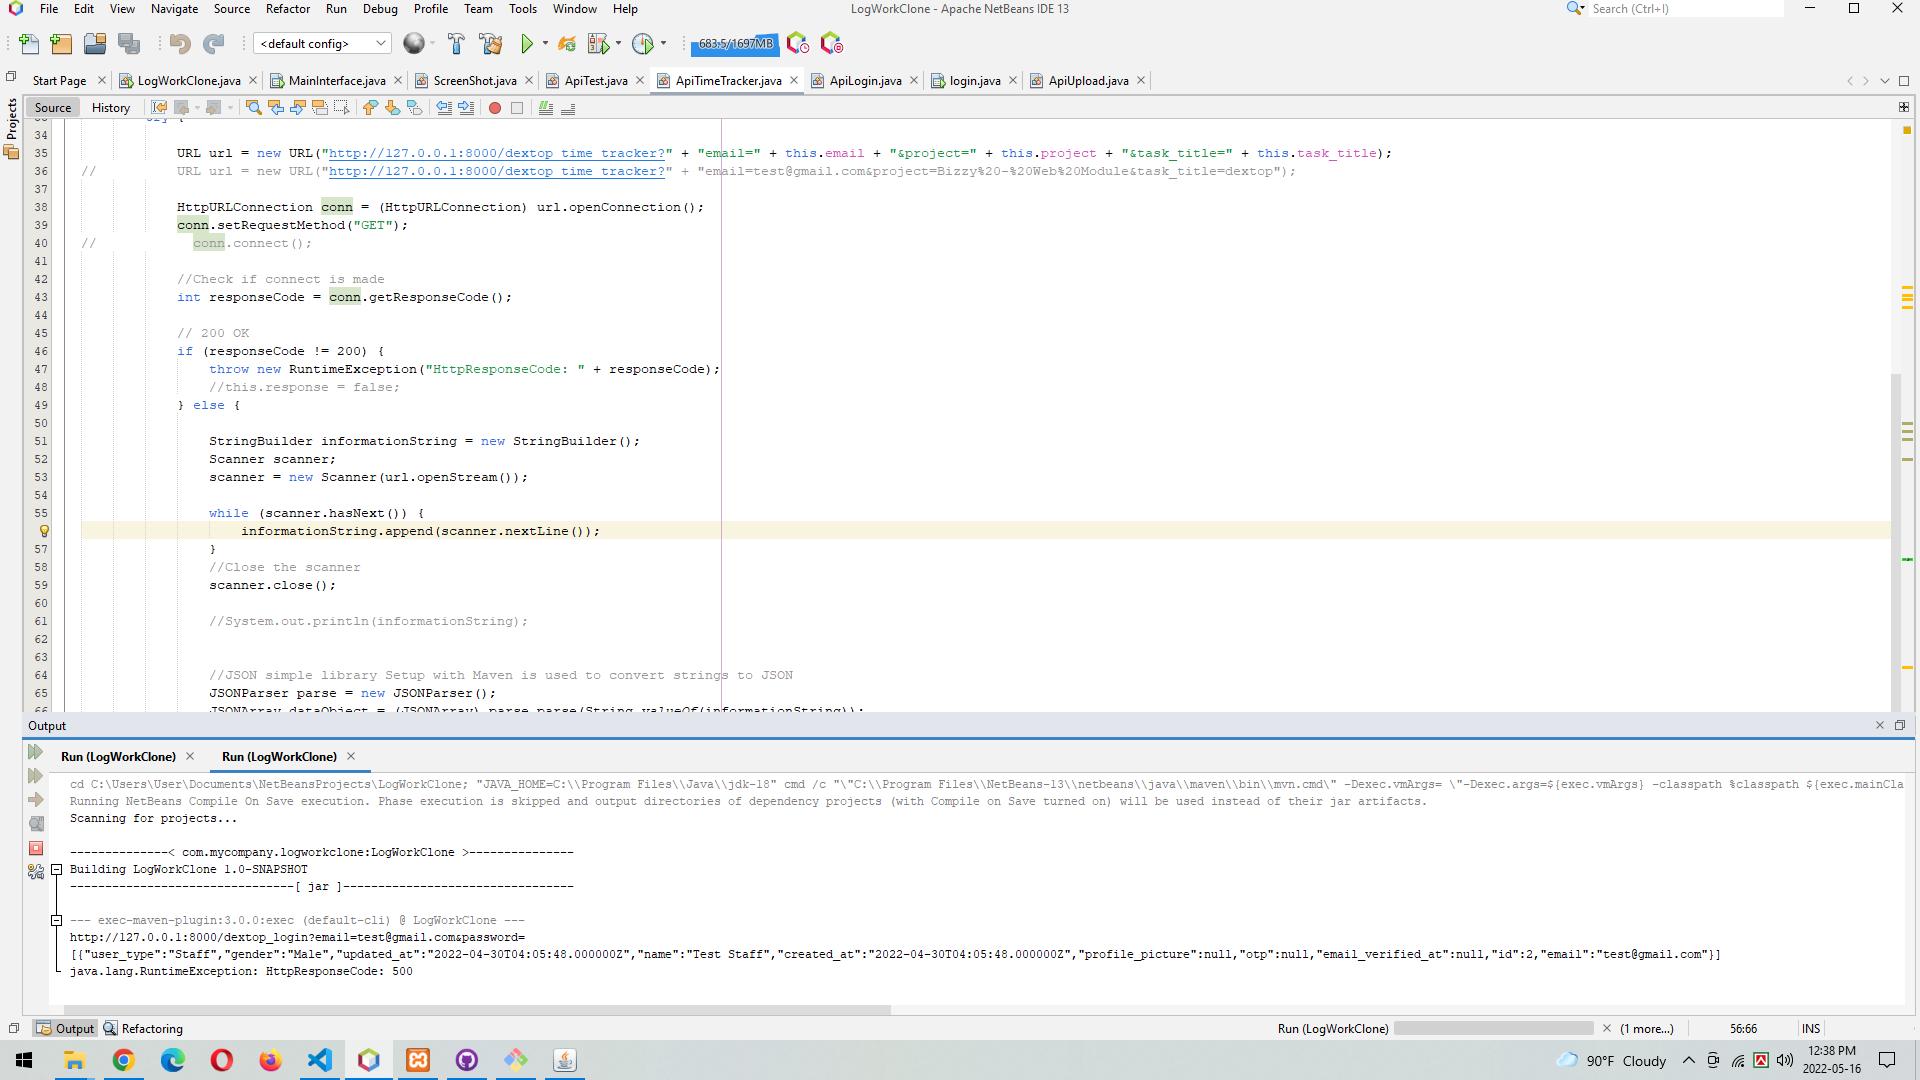 File Edit View Navigate Source Refactor Run Debug Profile Team Tools Window Help
LogWorkClone - Apache NetBeans IDE 13
Search (Ctrl+I)
<default config>
683.5/1697MB
Start Page
LogWorkClone.java
MainInterface.java
ScreenShot.java
ApiTest.java
ApiTimeTracker.java
ApiLogin.java
login.java
ApiUpload.java
Projects
Source History
34
35 URL url = new URL("http://127.0.0.1:8000/dextop_time_tracker?" + "email=" + this.email + "&project=" + this.project + "&task_title=" + this.task_title);
36 // URL url = new URL("http://127.0.0.1:8000/dextop_time_tracker?" + "email=test@gmail.com&project=Bizzy%20-%20Web%20Module&task_title=dextop");
37
38 HttpURLConnection conn = (HttpURLConnection) url.openConnection();
39 conn.setRequestMethod("GET");
40 // conn.connect();
41
42 //Check if connect is made
43 int responseCode = conn.getResponseCode();
44
45 // 200 OK
46 if (responseCode != 200) {
47 throw new RuntimeException("HttpResponseCode: " + responseCode);
48 //this.response = false;
49 } else {
50
51 StringBuilder informationString = new StringBuilder();
52 Scanner scanner;
53 scanner = new Scanner(url.openStream());
54
55 while (scanner.hasNext()) {
informationString.append(scanner.nextLine());
57 }
58 //Close the scanner
59 scanner.close();
60
61 //System.out.println(informationString);
62
63
64 //JSON simple library Setup with Maven is used to convert strings to JSON
65 JSONParser parse = new JSONParser();
66 JSONArray dataObject = (JSONArray) parse.parse(String.valueOf(informationString));
Output
Run (LogWorkClone)
Run (LogWorkClone)
cd C:\Users\User\Documents\NetBeansProjects\LogWorkClone; "JAVA_HOME=C:\\Program Files\\Java\\jdk-18" cmd /c "\"C:\\Program Files\\NetBeans-13\\netbeans\\java\\maven\\bin\\mvn.cmd\" -Dexec.vmArgs= \"-Dexec.args=${exec.vmArgs} -classpath %classpath ${exec.mainCla
Running NetBeans Compile On Save execution. Phase execution is skipped and output directories of dependency projects (with Compile on Save turned on) will be used instead of their jar artifacts.
Scanning for projects...
--------------< com.mycompany.logworkclone:LogWorkClone >---------------
Building LogWorkClone 1.0-SNAPSHOT
--------------------------------[ jar ]---------------------------------
--- exec-maven-plugin:3.0.0:exec (default-cli) @ LogWorkClone ---
http://127.0.0.1:8000/dextop_login?email=test@gmail.com&password=
[{"user_type":"Staff","gender":"Male","updated_at":"2022-04-30T04:05:48.000000Z","name":"Test Staff","created_at":"2022-04-30T04:05:48.000000Z","profile_picture":null,"otp":null,"email_verified_at":null,"id":2,"email":"test@gmail.com"}]
java.lang.RuntimeException: HttpResponseCode: 500
Output Refactoring
Run (LogWorkClone) (1 more...) 56:66 INS
90°F Cloudy
12:38 PM
2022-05-16